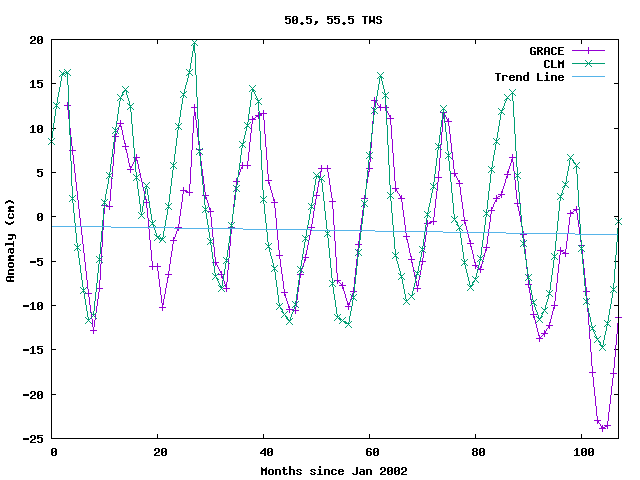 50.5, 55.5 TWS
GRACE
CLM
Trend Line
20
15
10
5
0
-5
-10
-15
-20
-25
Anomaly (cm)
0 20 40 60 80 100
Months since Jan 2002